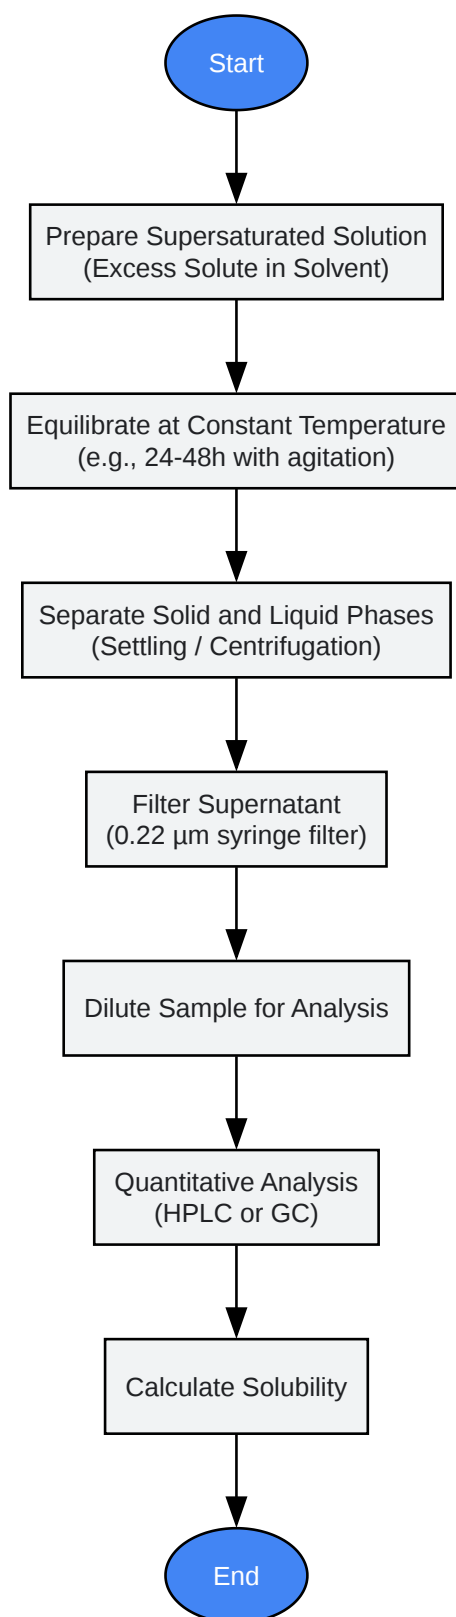 Start
Prepare Supersaturated Solution
(Excess Solute in Solvent)
Equilibrate at Constant Temperature
(e.g., 24-48h with agitation)
Separate Solid and Liquid Phases
(Settling / Centrifugation)
Filter Supernatant
(0.22 µm syringe filter)
Dilute Sample for Analysis
Quantitative Analysis
(HPLC or GC)
Calculate Solubility
End